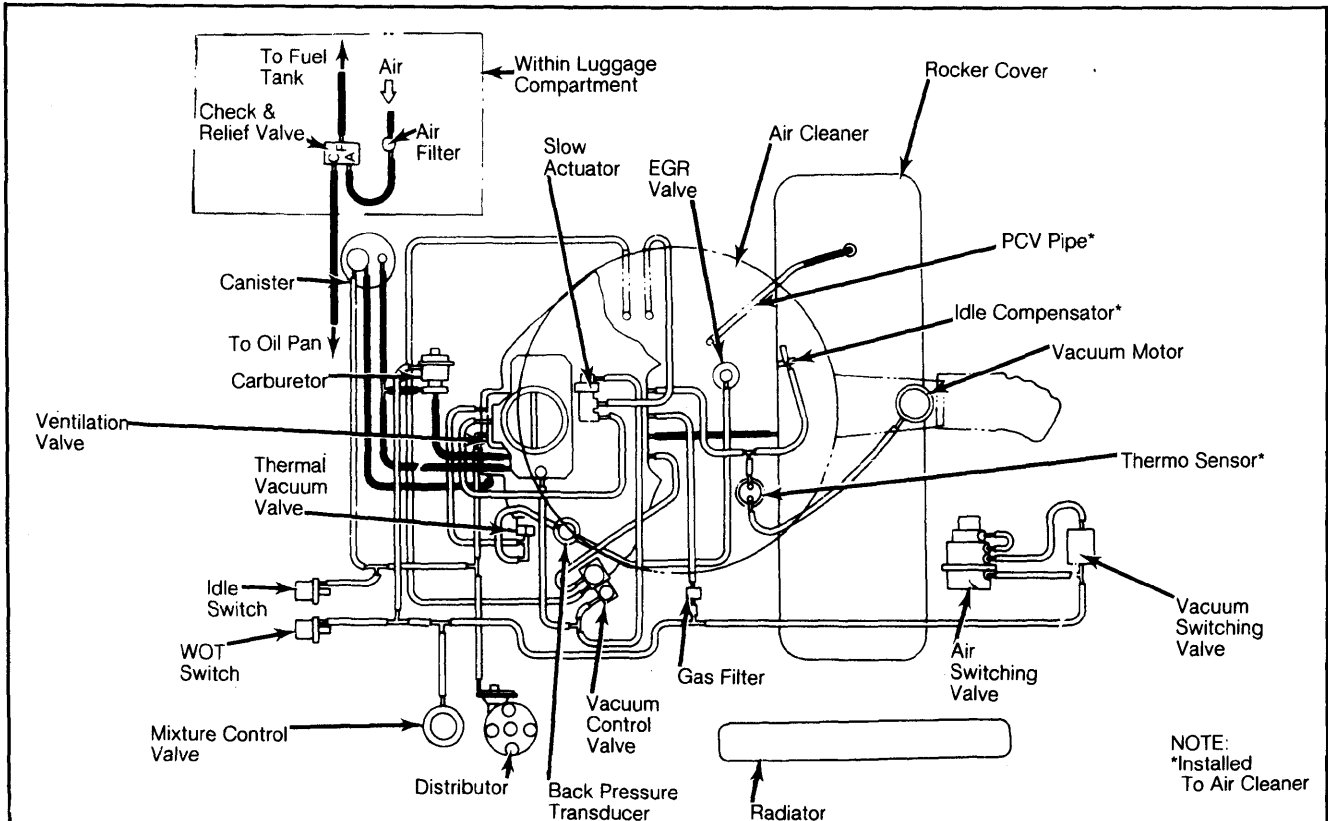 To Fuel
Tank
Air
Within Luggage
Compartment
Rocker Cover
Check &
Relief Valve
C F A
Air
Filter
Air Cleaner
Slow
Actuator
EGR
Valve
PCV Pipe*
Canister
Idle Compensator*
To Oil Pan
Vacuum Motor
Carburetor
Ventilation
Valve
Thermal
Vacuum
Valve
Thermo Sensor*
Idle
Switch
Vacuum
Switching
Valve
WOT
Switch
Air
Switching
Valve
Gas Filter
Vacuum
Control
Valve
Mixture Control
Valve
Distributor
Back Pressure
Transducer
Radiator
NOTE:
*Installed
To Air Cleaner